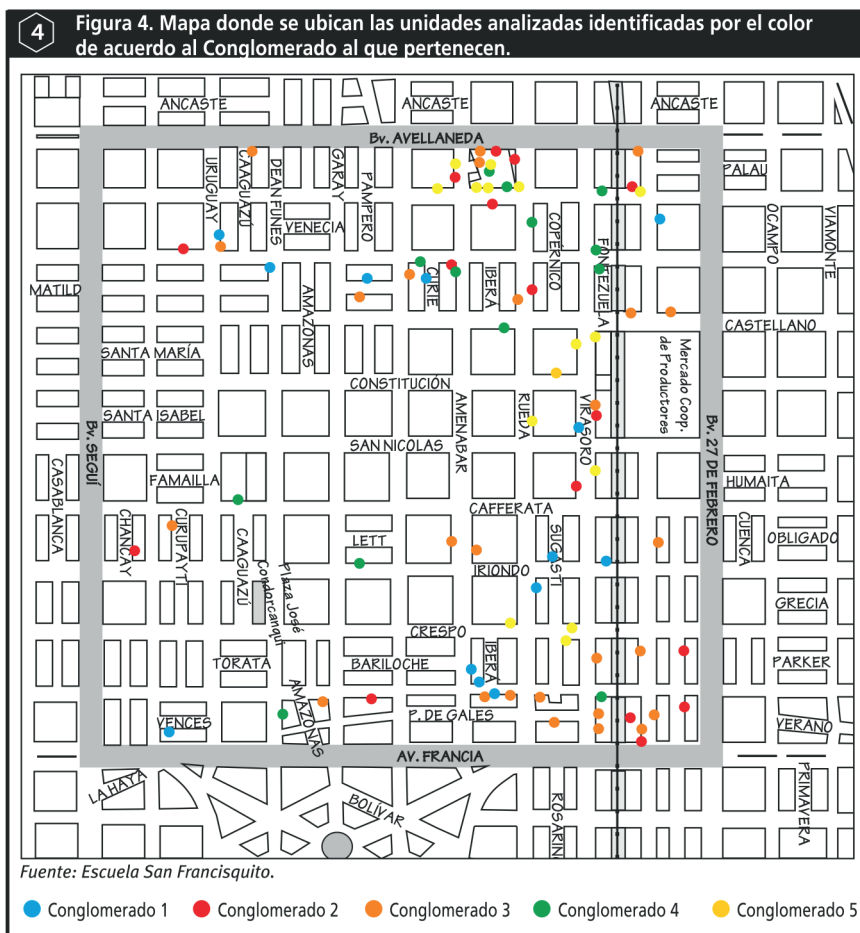 4
Figura 4. Mapa donde se ubican las unidades analizadas identificadas por el color
de acuerdo al Conglomerado al que pertenecen.
ANCASTE
ANCASTE
ANCASTE
Bv. AVELLANEDA
URUGUAY
CAAGUAZÚ
DEAN FUNES
GARAY
PAMPERO
PALAU
VENECIA
COPÉRNICO
FONTEZUELA
OCAMPO
VIAMONTE
MATILD
AMAZONAS
CURIE
IBERA
CASTELLANO
SANTA MARÍA
CONSTITUCIÓN
Mercado Coop.
de Productores
SANTA ISABEL
AMENABAR
RUEDA
VIRASORO
Bv. SEGUÍ
SAN NICOLAS
Bv. 27 DE FEBRERO
CASABLANCA
FAMAILLA
HUMAITA
CHANCAY
CURUPAYTI
CAFFERATA
CAAGUAZÚ
LETT
SUGASTI
CUENCA
OBLIGADO
IRIONDO
Plaza José
Condorcanqui
GRECIA
CRESPO
TORATA
BARILOCHE
IBERA
PARKER
AMAZONAS
VENCES
P. DE GALES
VERANO
AV. FRANCIA
LA HAYA
BOLÍVAR
ROSARIN
PRIMAVERA
Fuente: Escuela San Francisquito.
Conglomerado 1
Conglomerado 2
Conglomerado 3
Conglomerado 4
Conglomerado 5